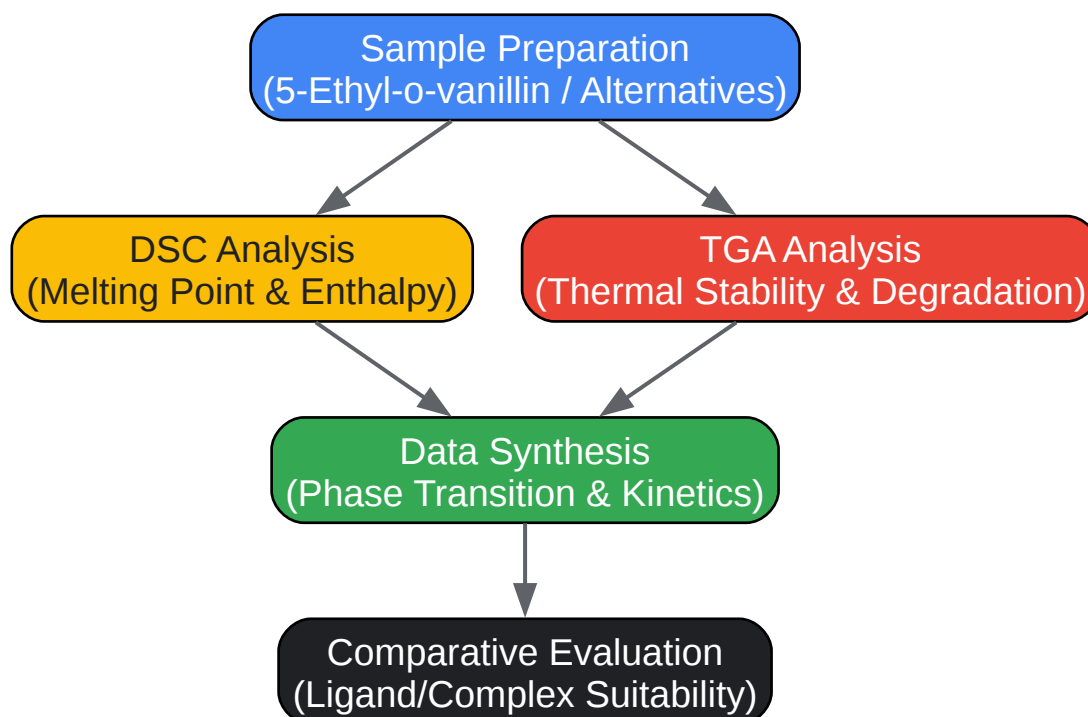 Sample Preparation
(5-Ethyl-o-vanillin / Alternatives)
DSC Analysis
(Melting Point & Enthalpy)
TGA Analysis
(Thermal Stability & Degradation)
Data Synthesis
(Phase Transition & Kinetics)
Comparative Evaluation
(Ligand/Complex Suitability)